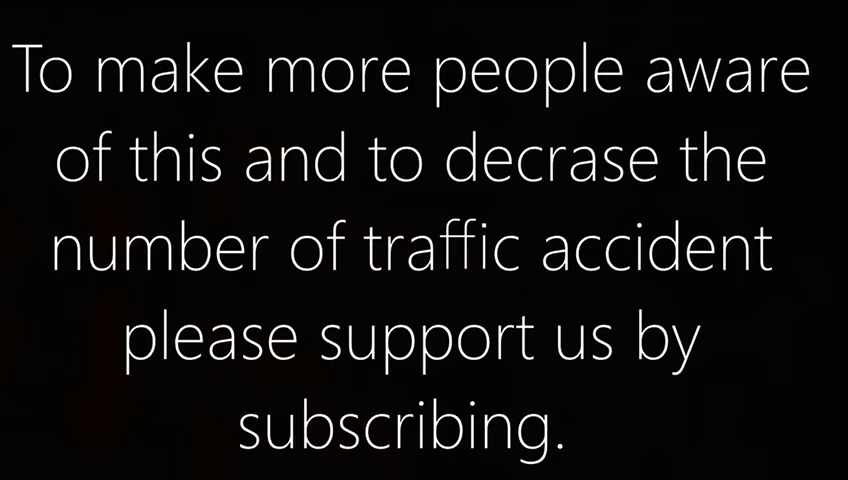 To make more people aware
of this and to decrase the
number of traffic accident
please support us by
subscribing.